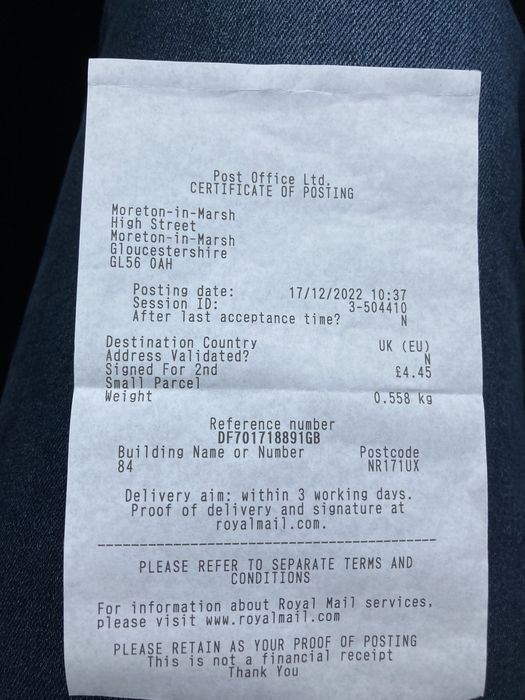 Post Office Ltd.
CERTIFICATE OF POSTING
Moreton-in-Marsh
High Street
Moreton-in-Marsh
Gloucestershire
GL56 0AH
Posting date: 17/12/2022 10:37
Session ID: 3-504410
After last acceptance time? N
Destination Country UK (EU)
Address Validated? N
Signed For 2nd £4.45
Small Parcel
Weight 0.558 kg
Reference number
DF701718891GB
Building Name or Number Postcode
84 NR171UX
Delivery aim: within 3 working days.
Proof of delivery and signature at
royalmail.com.
PLEASE REFER TO SEPARATE TERMS AND
CONDITIONS
For information about Royal Mail services,
please visit www.royalmail.com
PLEASE RETAIN AS YOUR PROOF OF POSTING
This is not a financial receipt
Thank You